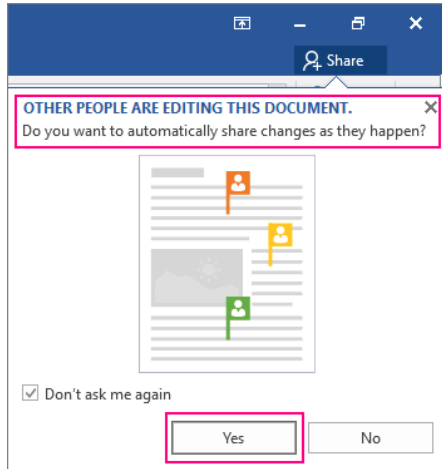 Share
OTHER PEOPLE ARE EDITING THIS DOCUMENT.
Do you want to automatically share changes as they happen?
Don't ask me again
Yes
No